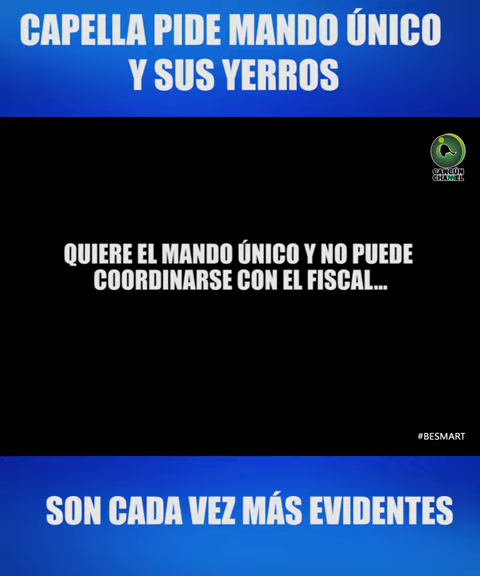 CAPELLA PIDE MANDO ÚNICO
Y SUS YERROS
CANCÚN
CHANNEL
QUIERE EL MANDO ÚNICO Y NO PUEDE
COORDINARSE CON EL FISCAL...
#BESMART
SON CADA VEZ MÁS EVIDENTES